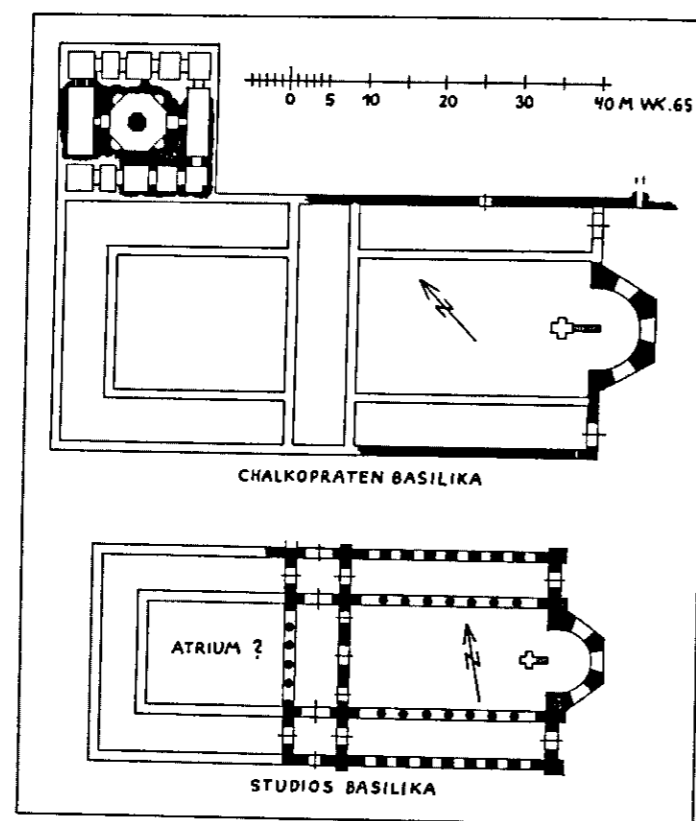 0 5 10 20 30 40 M WK.65
N
CHALKOPRATEN BASILIKA
ATRIUM ?
N
STUDIOS BASILIKA